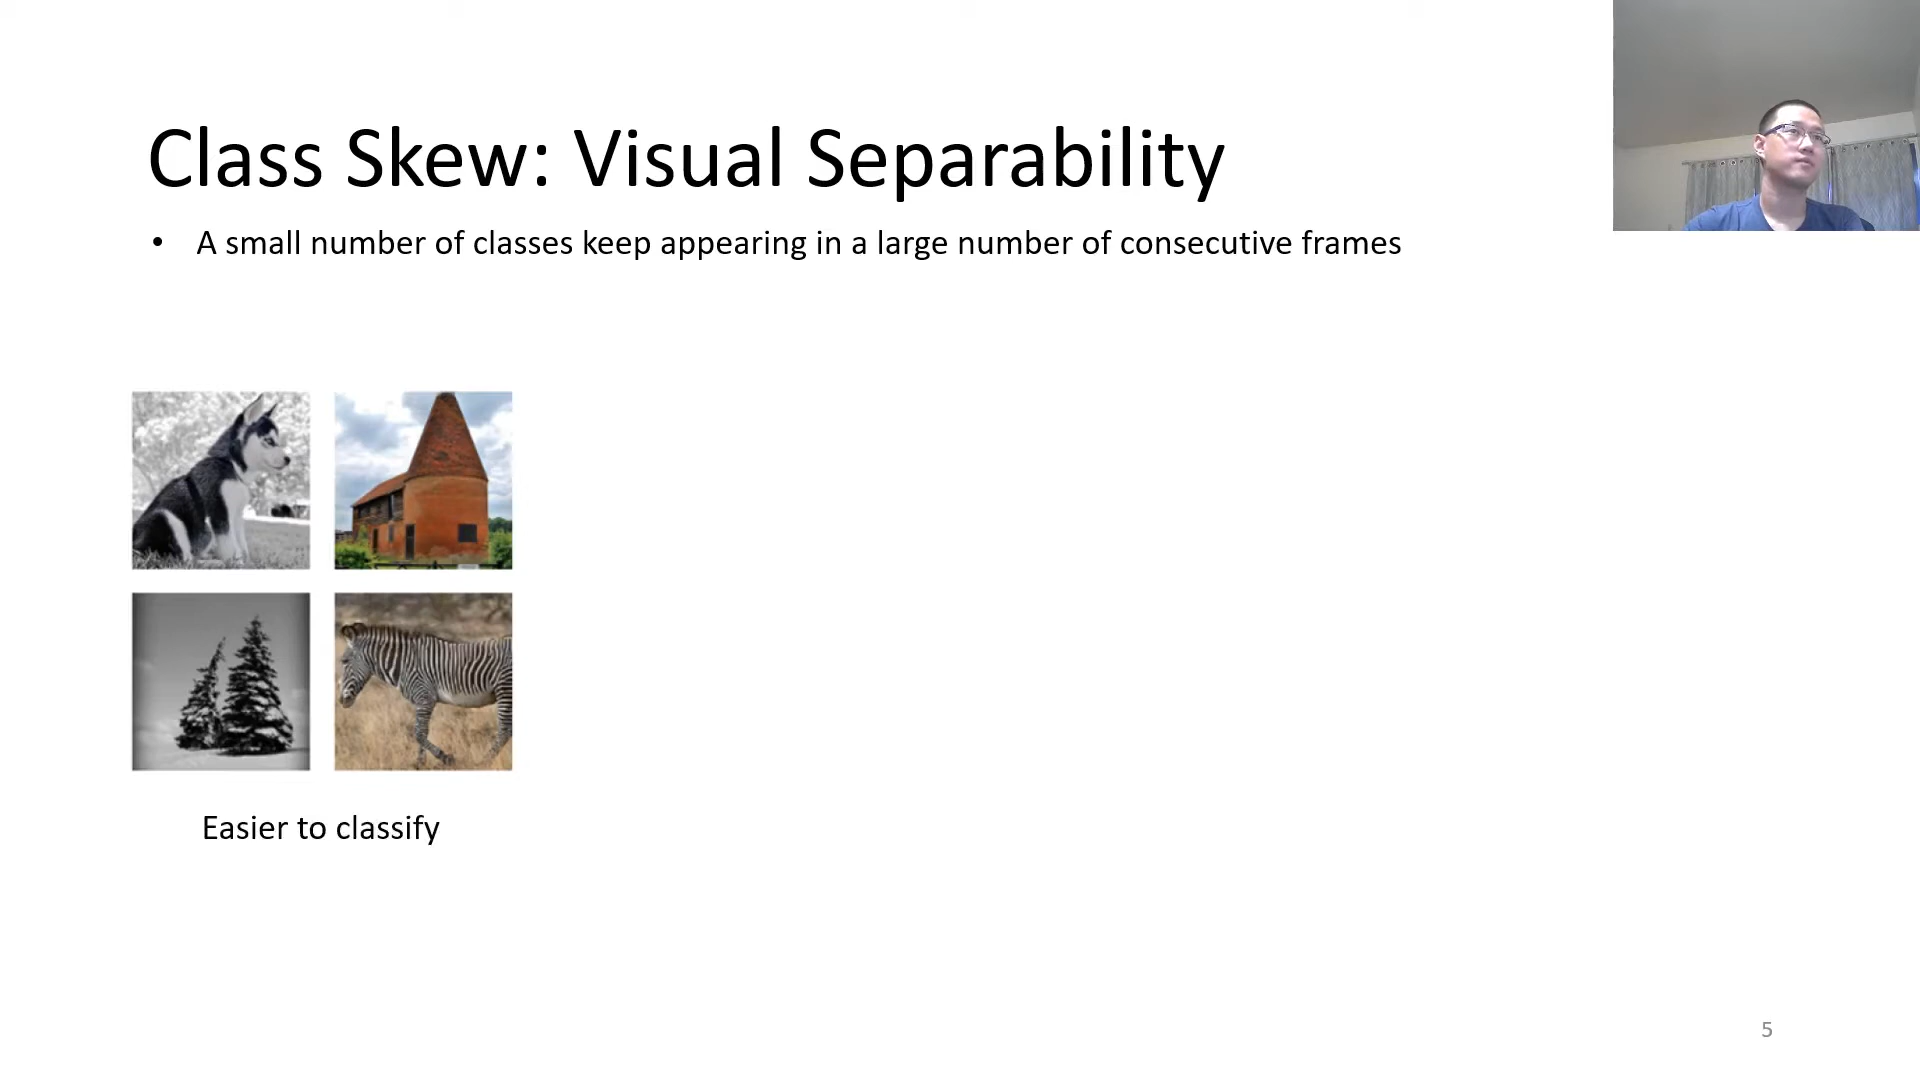 Class Skew: Visual Separability
• A small number of classes keep appearing in a large number of consecutive frames
Easier to classify
5